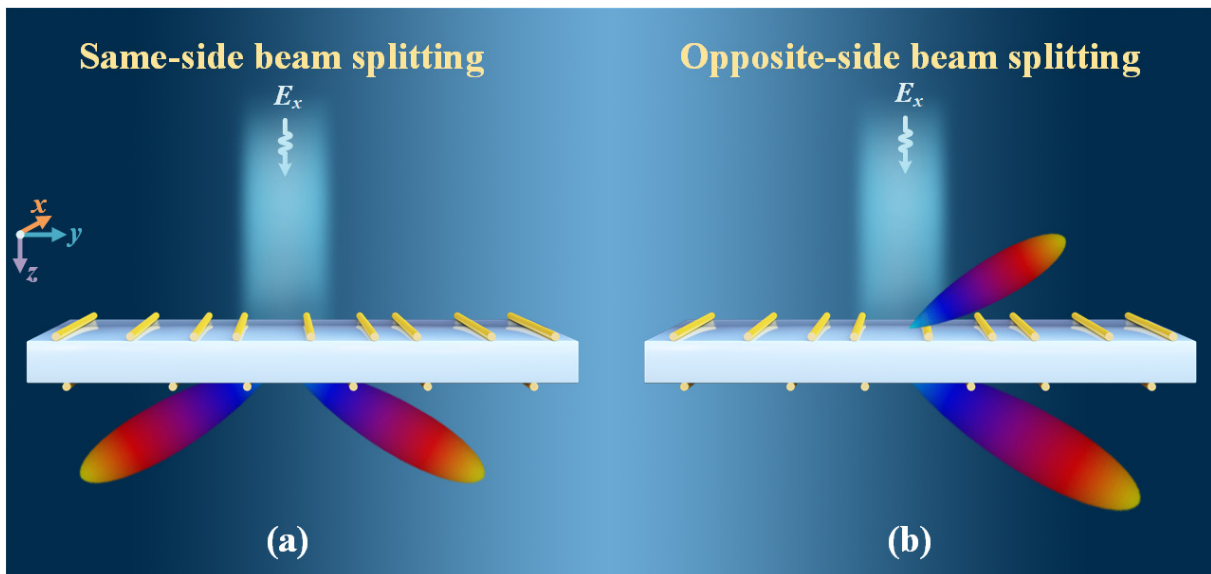 Same-side beam splitting
Opposite-side beam splitting
Eₓ
Eₓ
x
y
z
(a)
(b)